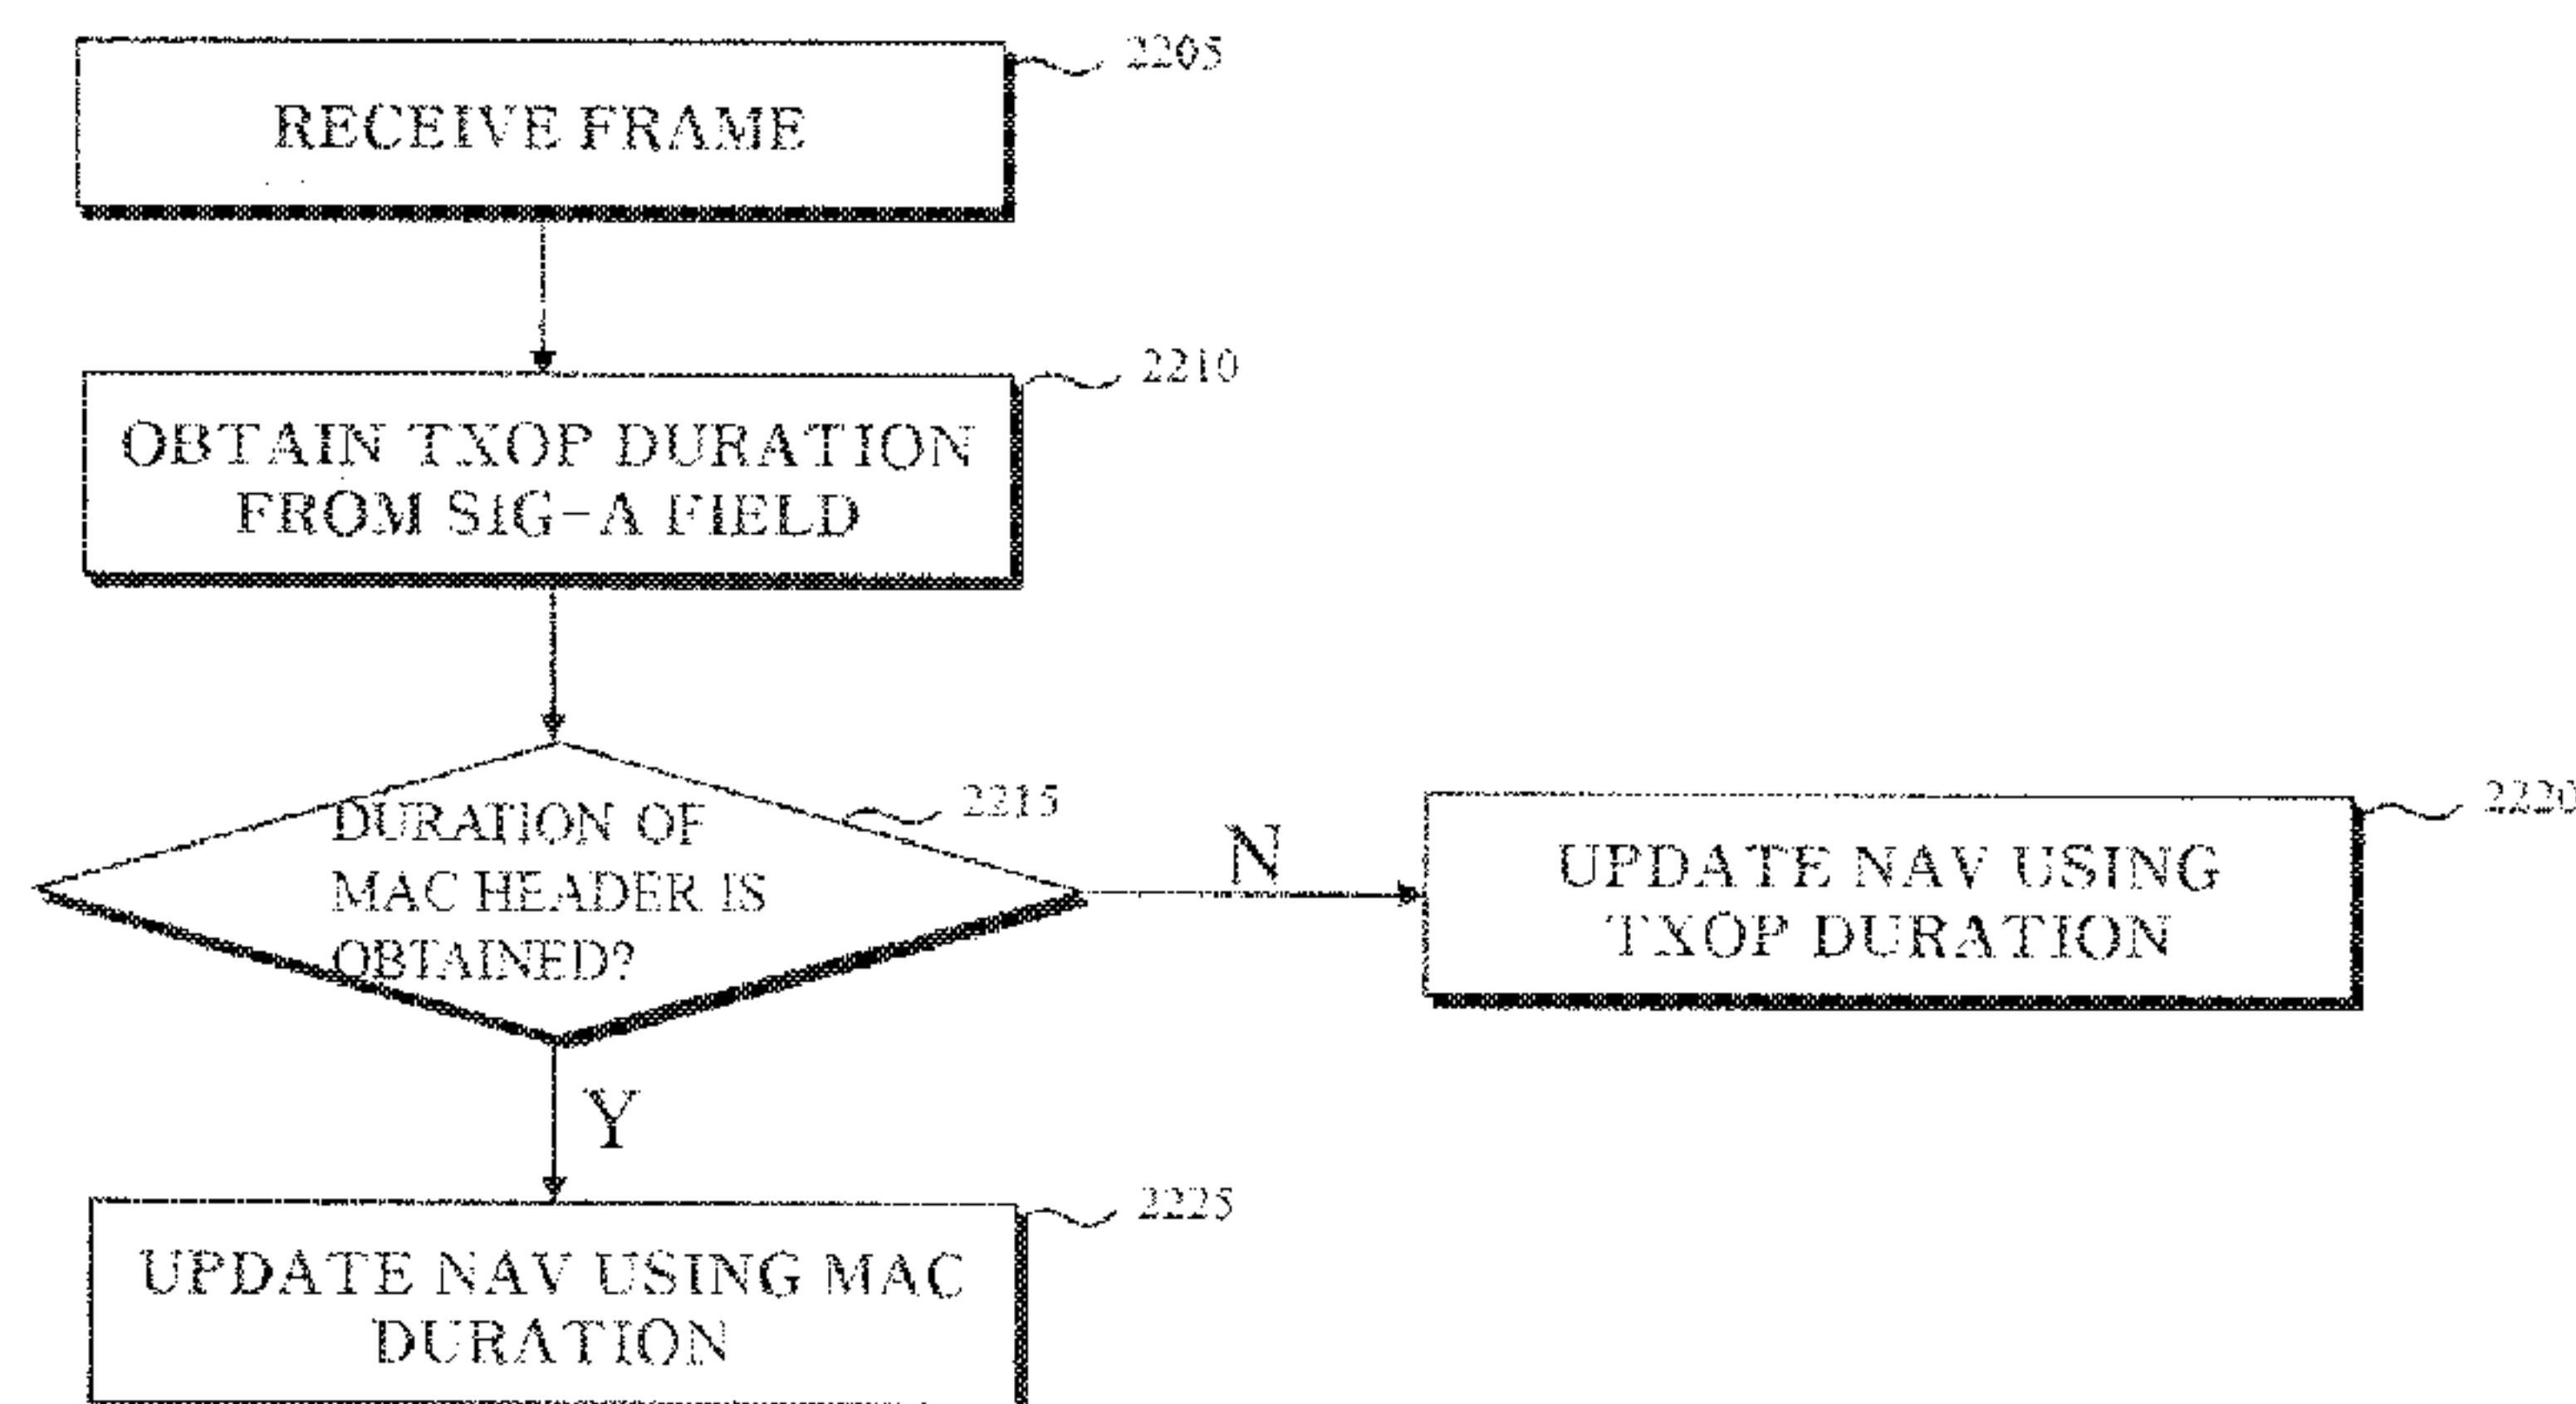 2205
RECEIVE FRAME
2210
OBTAIN TXOP DURATION
FROM SIG-A FIELD
2215
DURATION OF
MAC HEADER IS
OBTAINED?
N
2220
UPDATE NAV USING
TXOP DURATION
Y
2225
UPDATE NAV USING MAC
DURATION